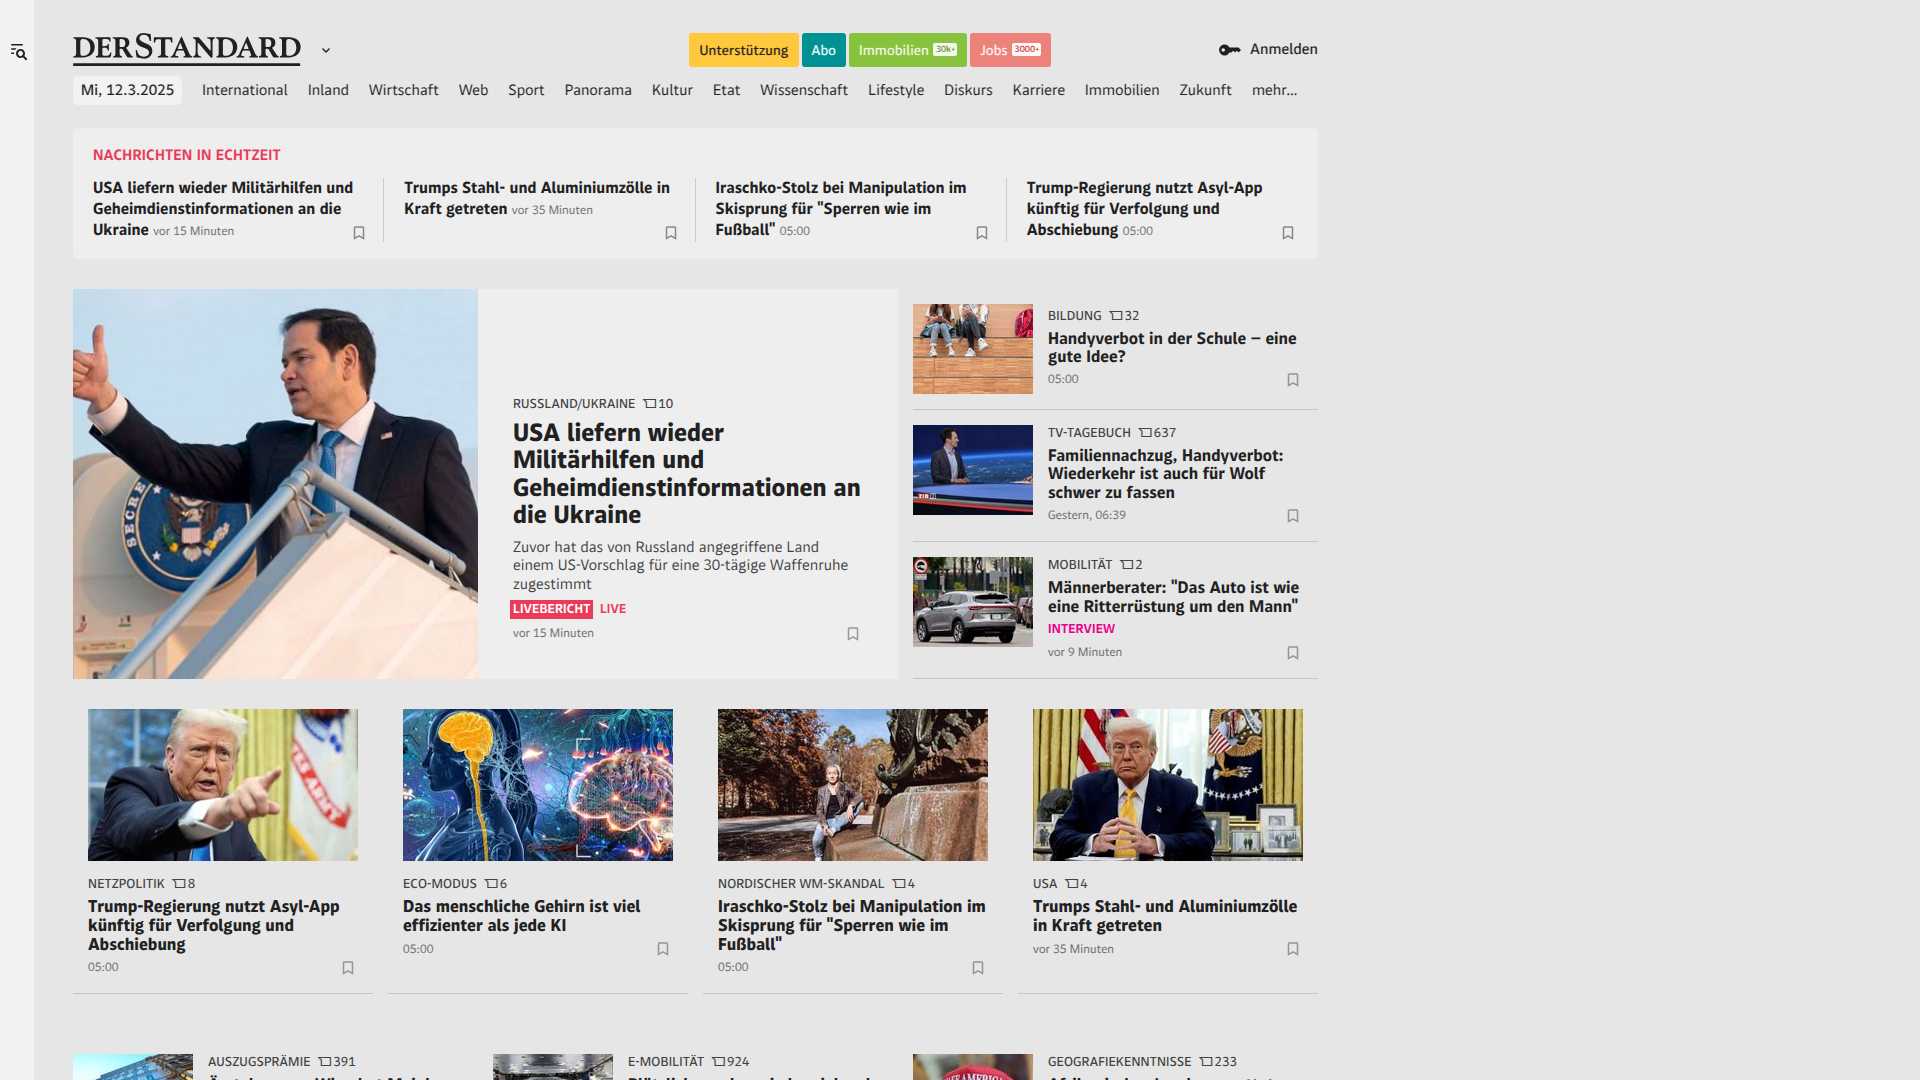 DERSTANDARD
Unterstützung
Abo
Immobilien 30k+
Jobs 3000+
Anmelden
Mi, 12.3.2025
International
Inland
Wirtschaft
Web
Sport
Panorama
Kultur
Etat
Wissenschaft
Lifestyle
Diskurs
Karriere
Immobilien
Zukunft
mehr...
NACHRICHTEN IN ECHTZEIT
USA liefern wieder Militärhilfen und
Geheimdienstinformationen an die
Ukraine vor 15 Minuten
Trumps Stahl- und Aluminiumzölle in
Kraft getreten vor 35 Minuten
Iraschko-Stolz bei Manipulation im
Skisprung für "Sperren wie im
Fußball" 05:00
Trump-Regierung nutzt Asyl-App
künftig für Verfolgung und
Abschiebung 05:00
RUSSLAND/UKRAINE 10
USA liefern wieder
Militärhilfen und
Geheimdienstinformationen an
die Ukraine
Zuvor hat das von Russland angegriffene Land
einem US-Vorschlag für eine 30-tägige Waffenruhe
zugestimmt
LIVEBERICHT LIVE
vor 15 Minuten
BILDUNG 32
Handyverbot in der Schule – eine
gute Idee?
05:00
TV-TAGEBUCH 637
Familiennachzug, Handyverbot:
Wiederkehr ist auch für Wolf
schwer zu fassen
Gestern, 06:39
MOBILITÄT 2
Männerberater: "Das Auto ist wie
eine Ritterrüstung um den Mann"
INTERVIEW
vor 9 Minuten
NETZPOLITIK 8
Trump-Regierung nutzt Asyl-App
künftig für Verfolgung und
Abschiebung
05:00
ECO-MODUS 6
Das menschliche Gehirn ist viel
effizienter als jede KI
05:00
NORDISCHER WM-SKANDAL 4
Iraschko-Stolz bei Manipulation im
Skisprung für "Sperren wie im
Fußball"
05:00
USA 4
Trumps Stahl- und Aluminiumzölle
in Kraft getreten
vor 35 Minuten
AUSZUGSPRÄMIE 391
E-MOBILITÄT 924
GEOGRAFIEKENNTNISSE 233